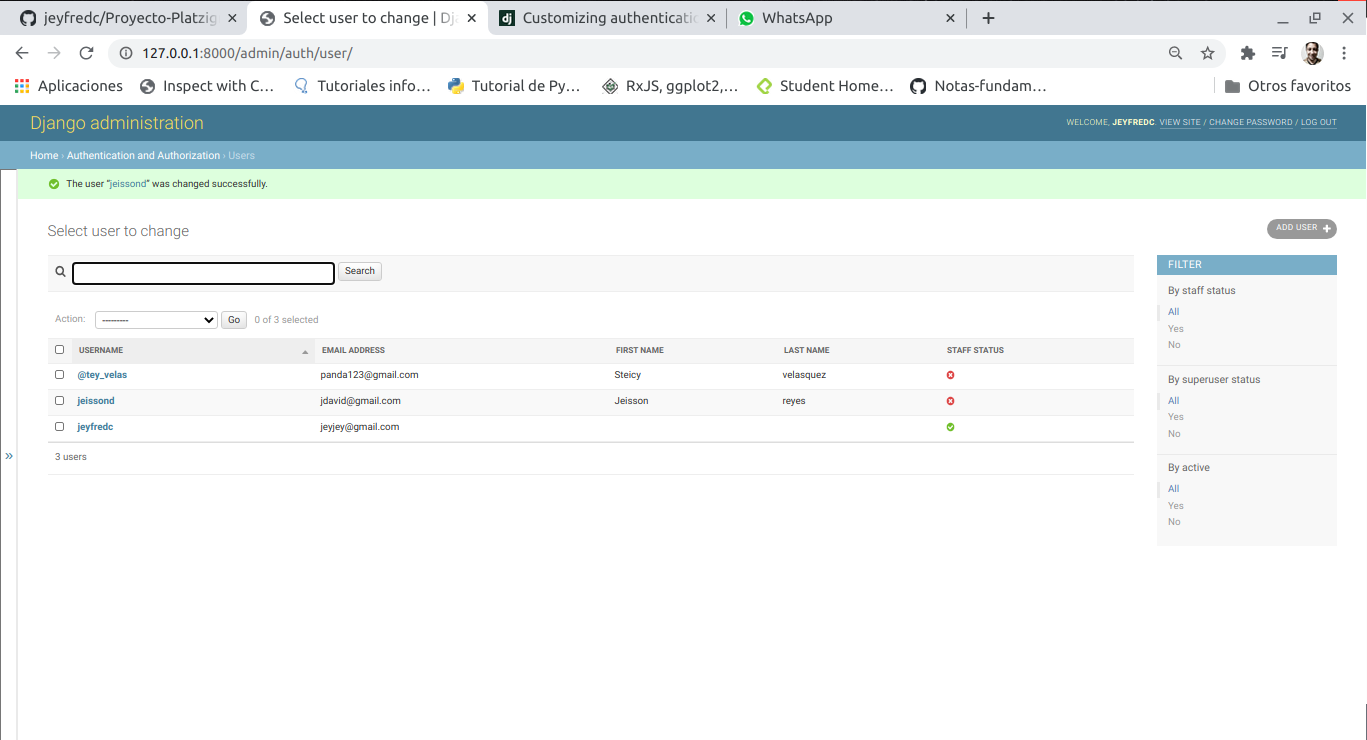 jeyfredc/Proyecto-Platzig
Select user to change | Dja
Customizing authenticatio
WhatsApp
127.0.0.1:8000/admin/auth/user/
Aplicaciones
Inspect with C...
Tutoriales info...
Tutorial de Py...
RxJS, ggplot2,...
Student Home...
Notas-fundam...
Otros favoritos
Django administration
WELCOME, JEYFREDC. VIEW SITE / CHANGE PASSWORD / LOG OUT
Home › Authentication and Authorization › Users
The user “jeissond” was changed successfully.
Select user to change
ADD USER +
Search
Action: --------- Go 0 of 3 selected
USERNAME EMAIL ADDRESS FIRST NAME LAST NAME STAFF STATUS
@tey_velas panda123@gmail.com Steicy velasquez
jeissond jdavid@gmail.com Jeisson reyes
jeyfredc jeyjey@gmail.com
3 users
»
FILTER
By staff status
All
Yes
No
By superuser status
All
Yes
No
By active
All
Yes
No